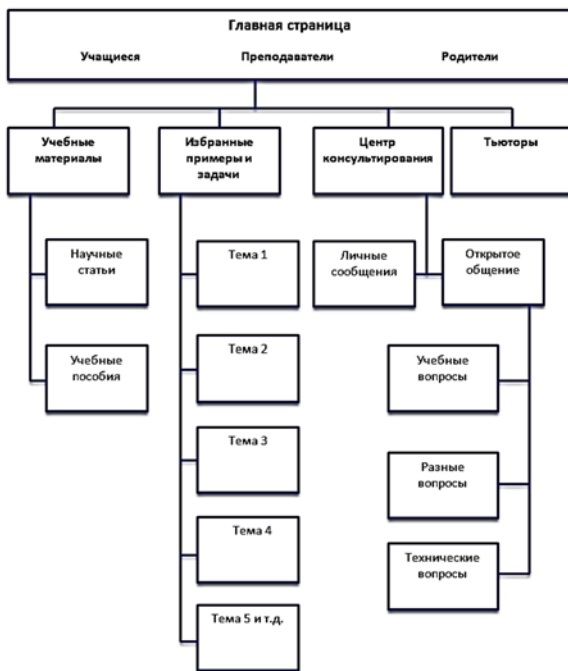 Главная страница
Учащиеся Преподаватели Родители
Учебные
материалы
Избранные
примеры и
задачи
Центр
консультирования
Тьюторы
Научные
статьи
Учебные
пособия
Тема 1
Тема 2
Тема 3
Тема 4
Тема 5 и т.д.
Личные
сообщения
Открытое
общение
Учебные
вопросы
Разные
вопросы
Технические
вопросы